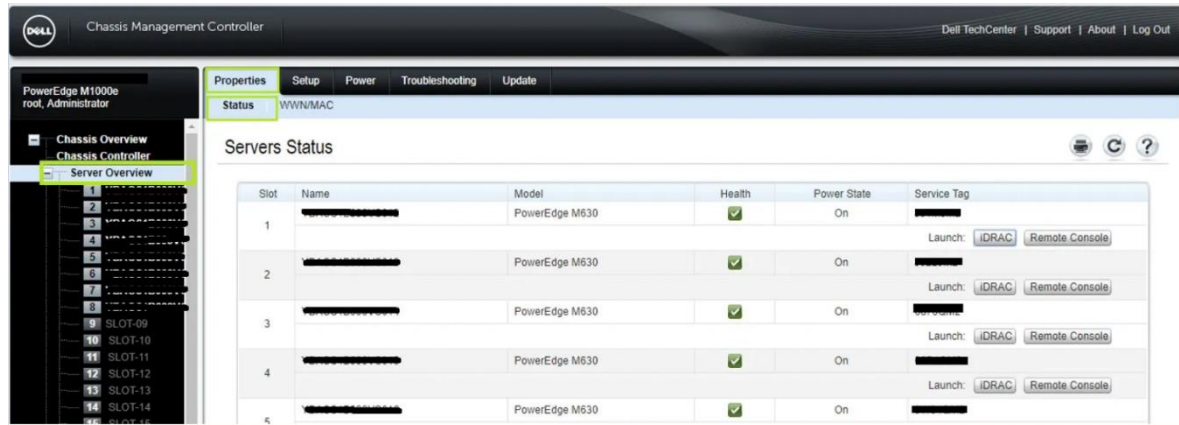 DELL Chassis Management Controller
Dell TechCenter | Support | About | Log Out
PowerEdge M1000e
root, Administrator
Properties Setup Power Troubleshooting Update
Status WWN/MAC
Chassis Overview
Chassis Controller
Server Overview
1
2
3
4
5
6
7
8
9 SLOT-09
10 SLOT-10
11 SLOT-11
12 SLOT-12
13 SLOT-13
14 SLOT-14
15 SLOT-15
Servers Status
?
Slot Name Model Health Power State Service Tag
1 PowerEdge M630 On
Launch: iDRAC Remote Console
2 PowerEdge M630 On
Launch: iDRAC Remote Console
3 PowerEdge M630 On
Launch: iDRAC Remote Console
4 PowerEdge M630 On
Launch: iDRAC Remote Console
5 PowerEdge M630 On